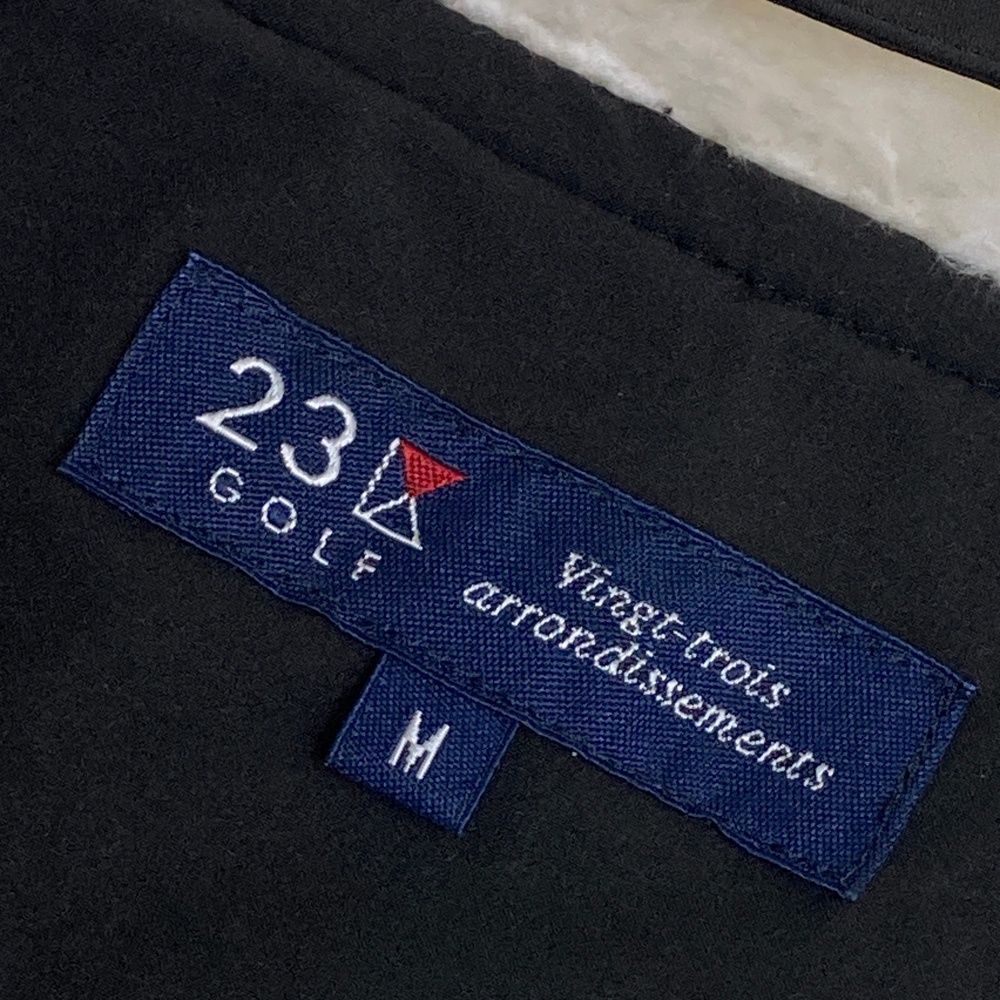 23
GOLF
Vingt-trois
arrondissements
M